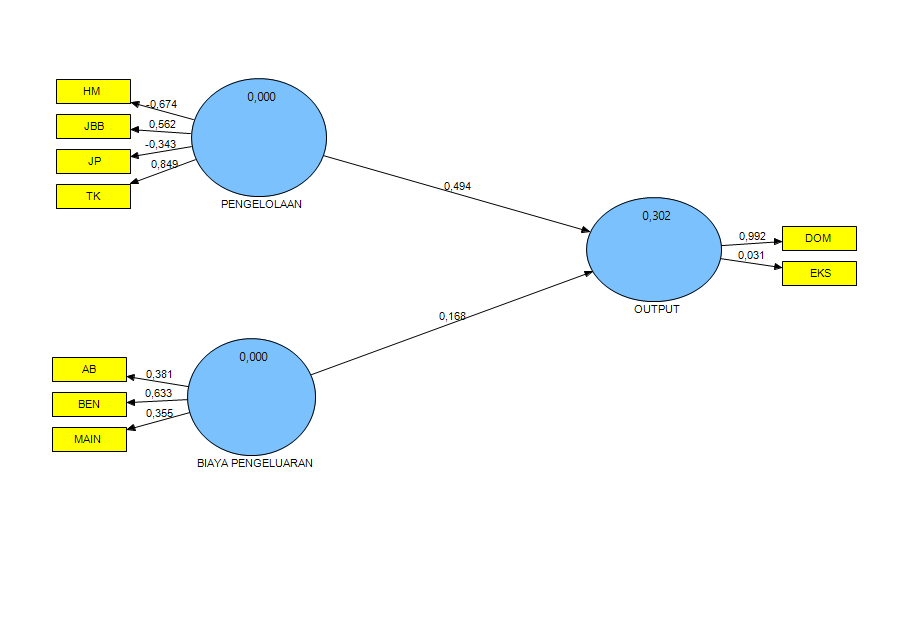 HM
-0,674
0,000
JBB
0,562
JP
-0,343
TK
0,849
PENGELOLAAN
0,494
0,302
DOM
0,992
EKS
0,031
OUTPUT
0,168
0,000
AB
0,381
BEN
0,633
MAIN
0,355
BIAYA PENGELUARAN